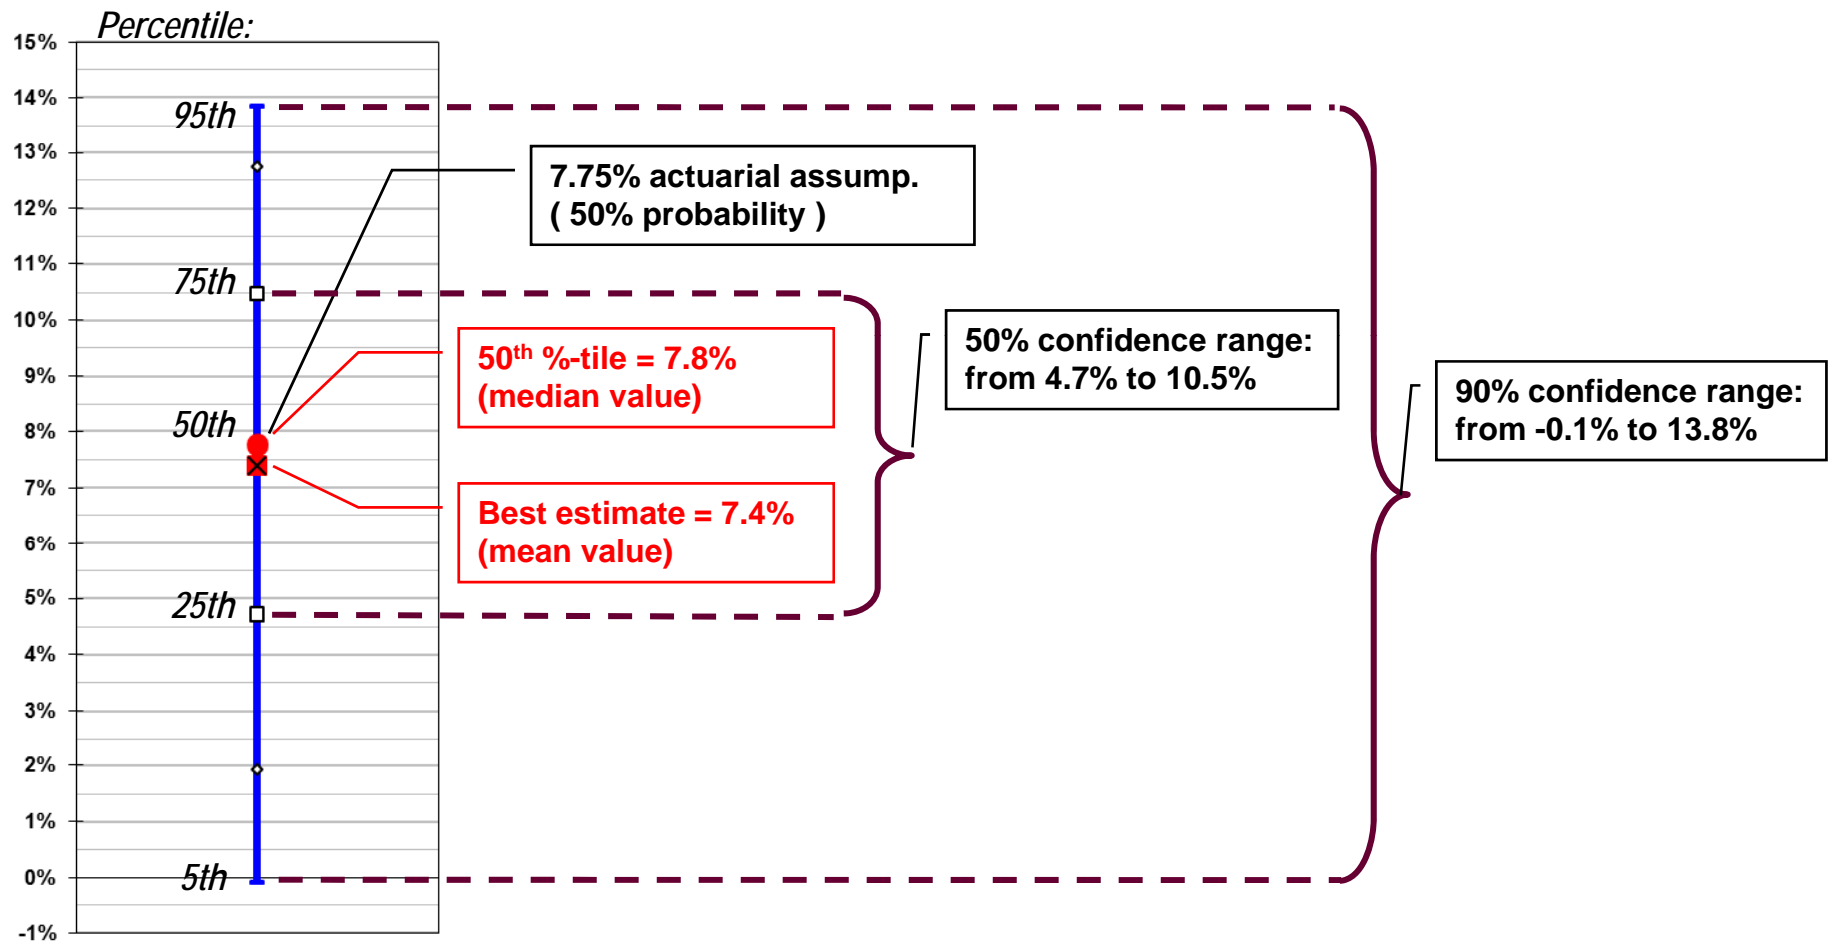 Percentile:
15%
14%
13%
12%
11%
10%
9%
8%
7%
6%
5%
4%
3%
2%
1%
0%
-1%
95th
75th
50th
25th
5th
7.75% actuarial assump.
( 50% probability )
50th %-tile = 7.8%
(median value)
Best estimate = 7.4%
(mean value)
50% confidence range:
from 4.7% to 10.5%
90% confidence range:
from -0.1% to 13.8%